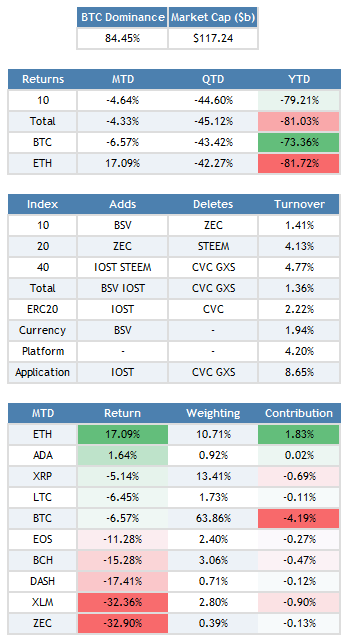 BTC Dominance Market Cap ($b)
84.45% $117.24
Returns MTD QTD YTD
10 -4.64% -44.60% -79.21%
Total -4.33% -45.12% -81.03%
BTC -6.57% -43.42% -73.36%
ETH 17.09% -42.27% -81.72%
Index Adds Deletes Turnover
10 BSV ZEC 1.41%
20 ZEC STEEM 4.13%
40 IOST STEEM CVC GXS 4.77%
Total BSV IOST CVC GXS 1.36%
ERC20 IOST CVC 2.22%
Currency BSV - 1.94%
Platform - - 4.20%
Application IOST CVC GXS 8.65%
MTD Return Weighting Contribution
ETH 17.09% 10.71% 1.83%
ADA 1.64% 0.92% 0.02%
XRP -5.14% 13.41% -0.69%
LTC -6.45% 1.73% -0.11%
BTC -6.57% 63.86% -4.19%
EOS -11.28% 2.40% -0.27%
BCH -15.28% 3.06% -0.47%
DASH -17.41% 0.71% -0.12%
XLM -32.36% 2.80% -0.90%
ZEC -32.90% 0.39% -0.13%